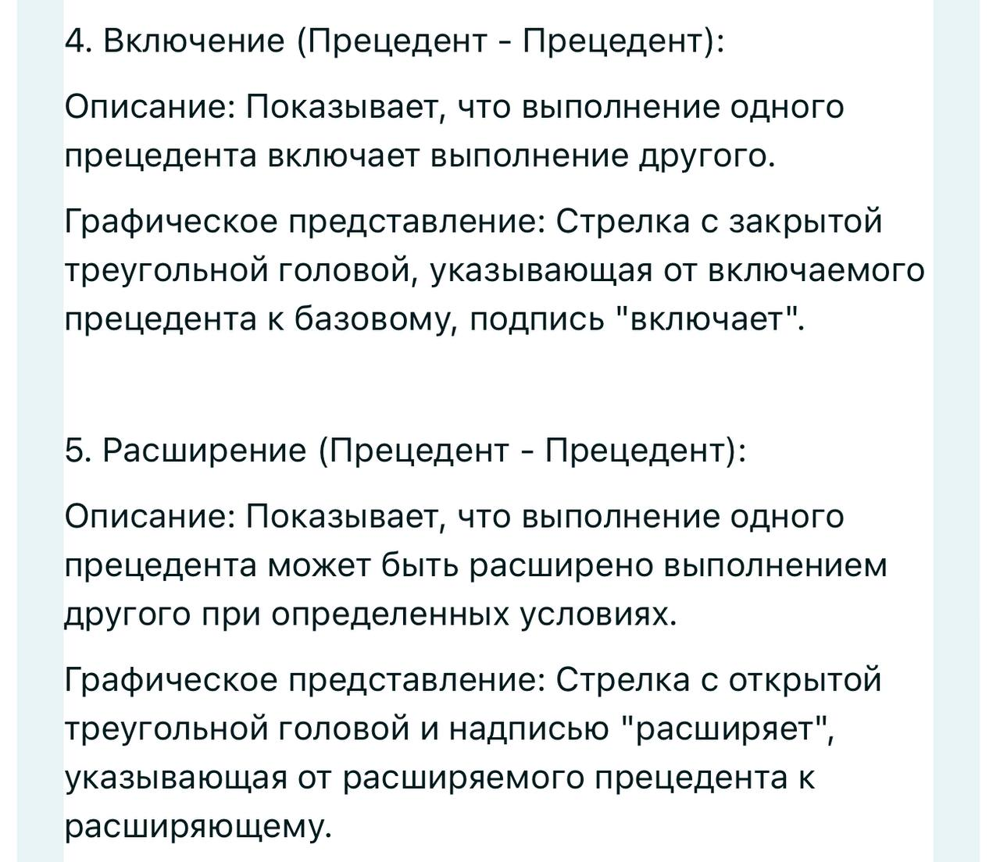 4. Включение (Прецедент - Прецедент):
Описание: Показывает, что выполнение одного
прецедента включает выполнение другого.
Графическое представление: Стрелка с закрытой
треугольной головой, указывающая от включаемого
прецедента к базовому, подпись "включает".
5. Расширение (Прецедент - Прецедент):
Описание: Показывает, что выполнение одного
прецедента может быть расширено выполнением
другого при определенных условиях.
Графическое представление: Стрелка с открытой
треугольной головой и надписью "расширяет",
указывающая от расширяемого прецедента к
расширяющему.